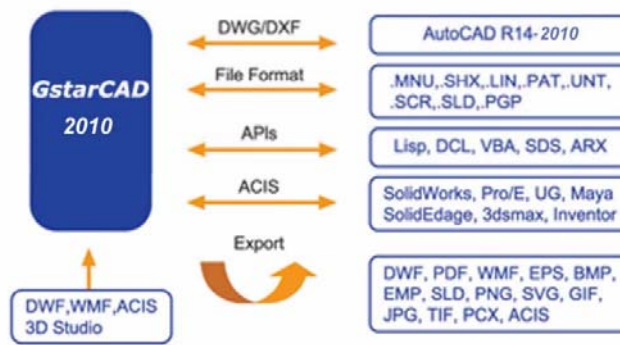 GstarCAD
2010
DWG/DXF
AutoCAD R14-2010
File Format
.MNU,.SHX,.LIN,.PAT,.UNT,
.SCR,.SLD,.PGP
APIs
Lisp, DCL, VBA, SDS, ARX
ACIS
SolidWorks, Pro/E, UG, Maya
SolidEdage, 3dsmax, Inventor
Export
DWF, PDF, WMF, EPS, BMP,
EMP, SLD, PNG, SVG, GIF,
JPG, TIF, PCX, ACIS
DWF,WMF,ACIS
3D Studio